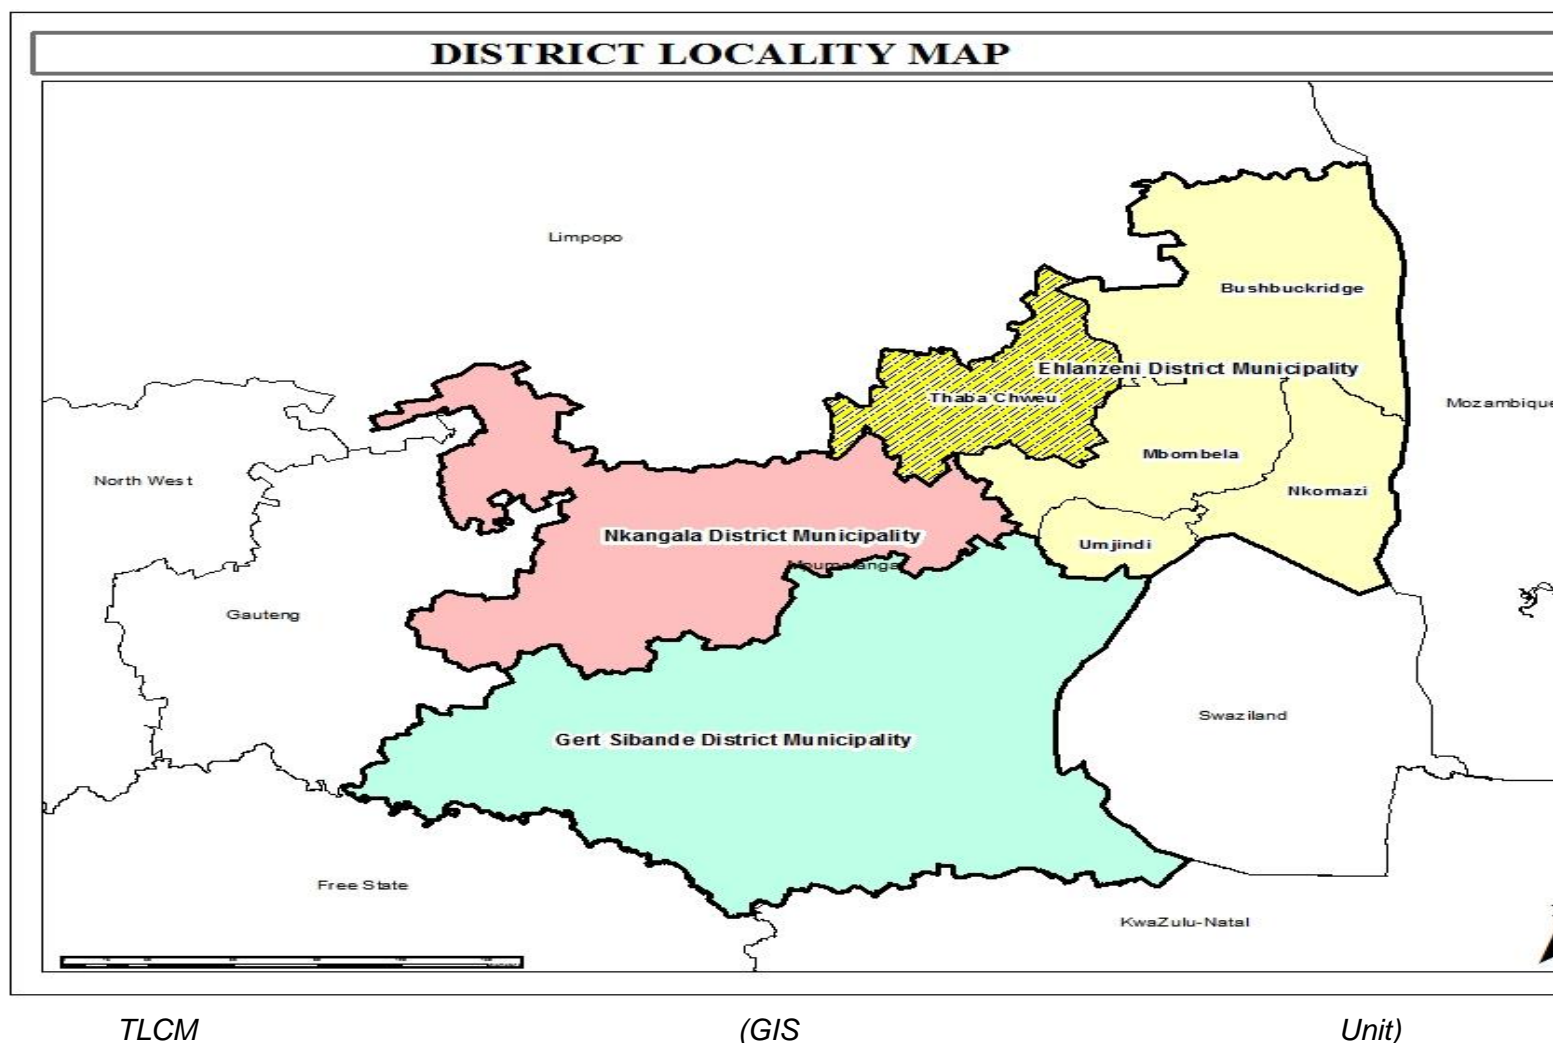 DISTRICT LOCALITY MAP
Limpopo
Bushbuckridge
Ehlanzeni District Municipality
Thaba Chweu
Mozambique
Mbombela
North West
Nkomazi
Nkangala District Municipality
Umjindi
Mpumalanga
Gauteng
Swaziland
Gert Sibande District Municipality
Free State
KwaZulu-Natal
TLCM (GIS Unit)